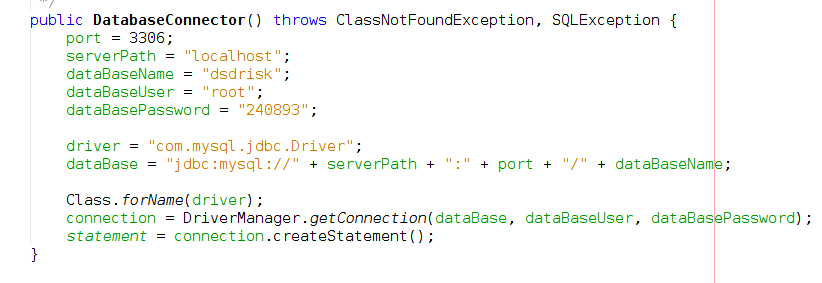 */
public DatabaseConnector() throws ClassNotFoundException, SQLException {
port = 3306;
serverPath = "localhost";
dataBaseName = "dsdrisk";
dataBaseUser = "root";
dataBasePassword = "240893";
driver = "com.mysql.jdbc.Driver";
dataBase = "jdbc:mysql://" + serverPath + ":" + port + "/" + dataBaseName;
Class.forName(driver);
connection = DriverManager.getConnection(dataBase, dataBaseUser, dataBasePassword);
statement = connection.createStatement();
}